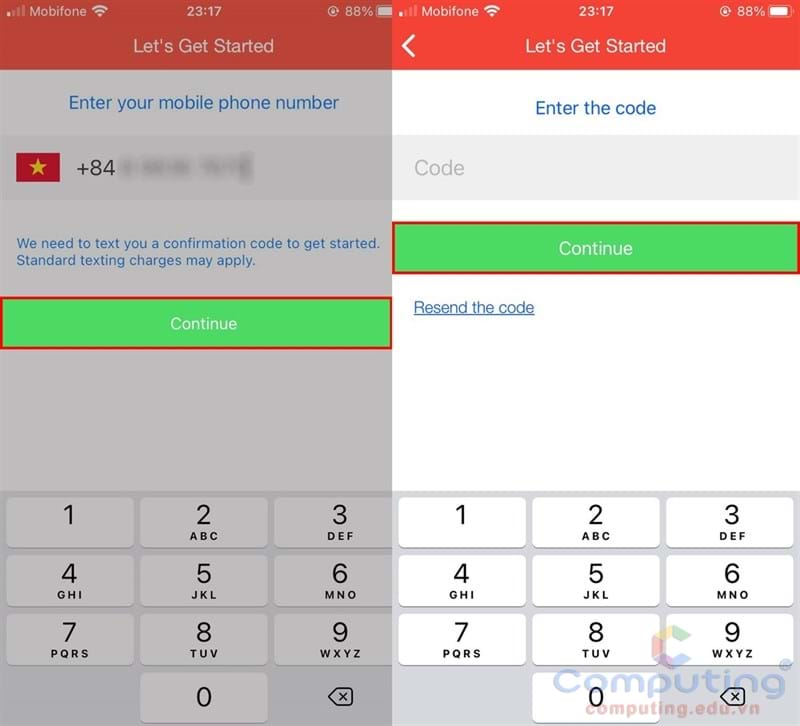 Mobifone 23:17 88%
Let's Get Started
Enter your mobile phone number
+84
We need to text you a confirmation code to get started.
Standard texting charges may apply.
Continue
1
2 ABC
3 DEF
4 GHI
5 JKL
6 MNO
7 PQRS
8 TUV
9 WXYZ
0
Mobifone 23:17 88%
Let's Get Started
Enter the code
Code
Continue
Resend the code
1
2 ABC
3 DEF
4 GHI
5 JKL
6 MNO
7 PQRS
8 TUV
9 WXYZ
0
Computing
computing.edu.vn